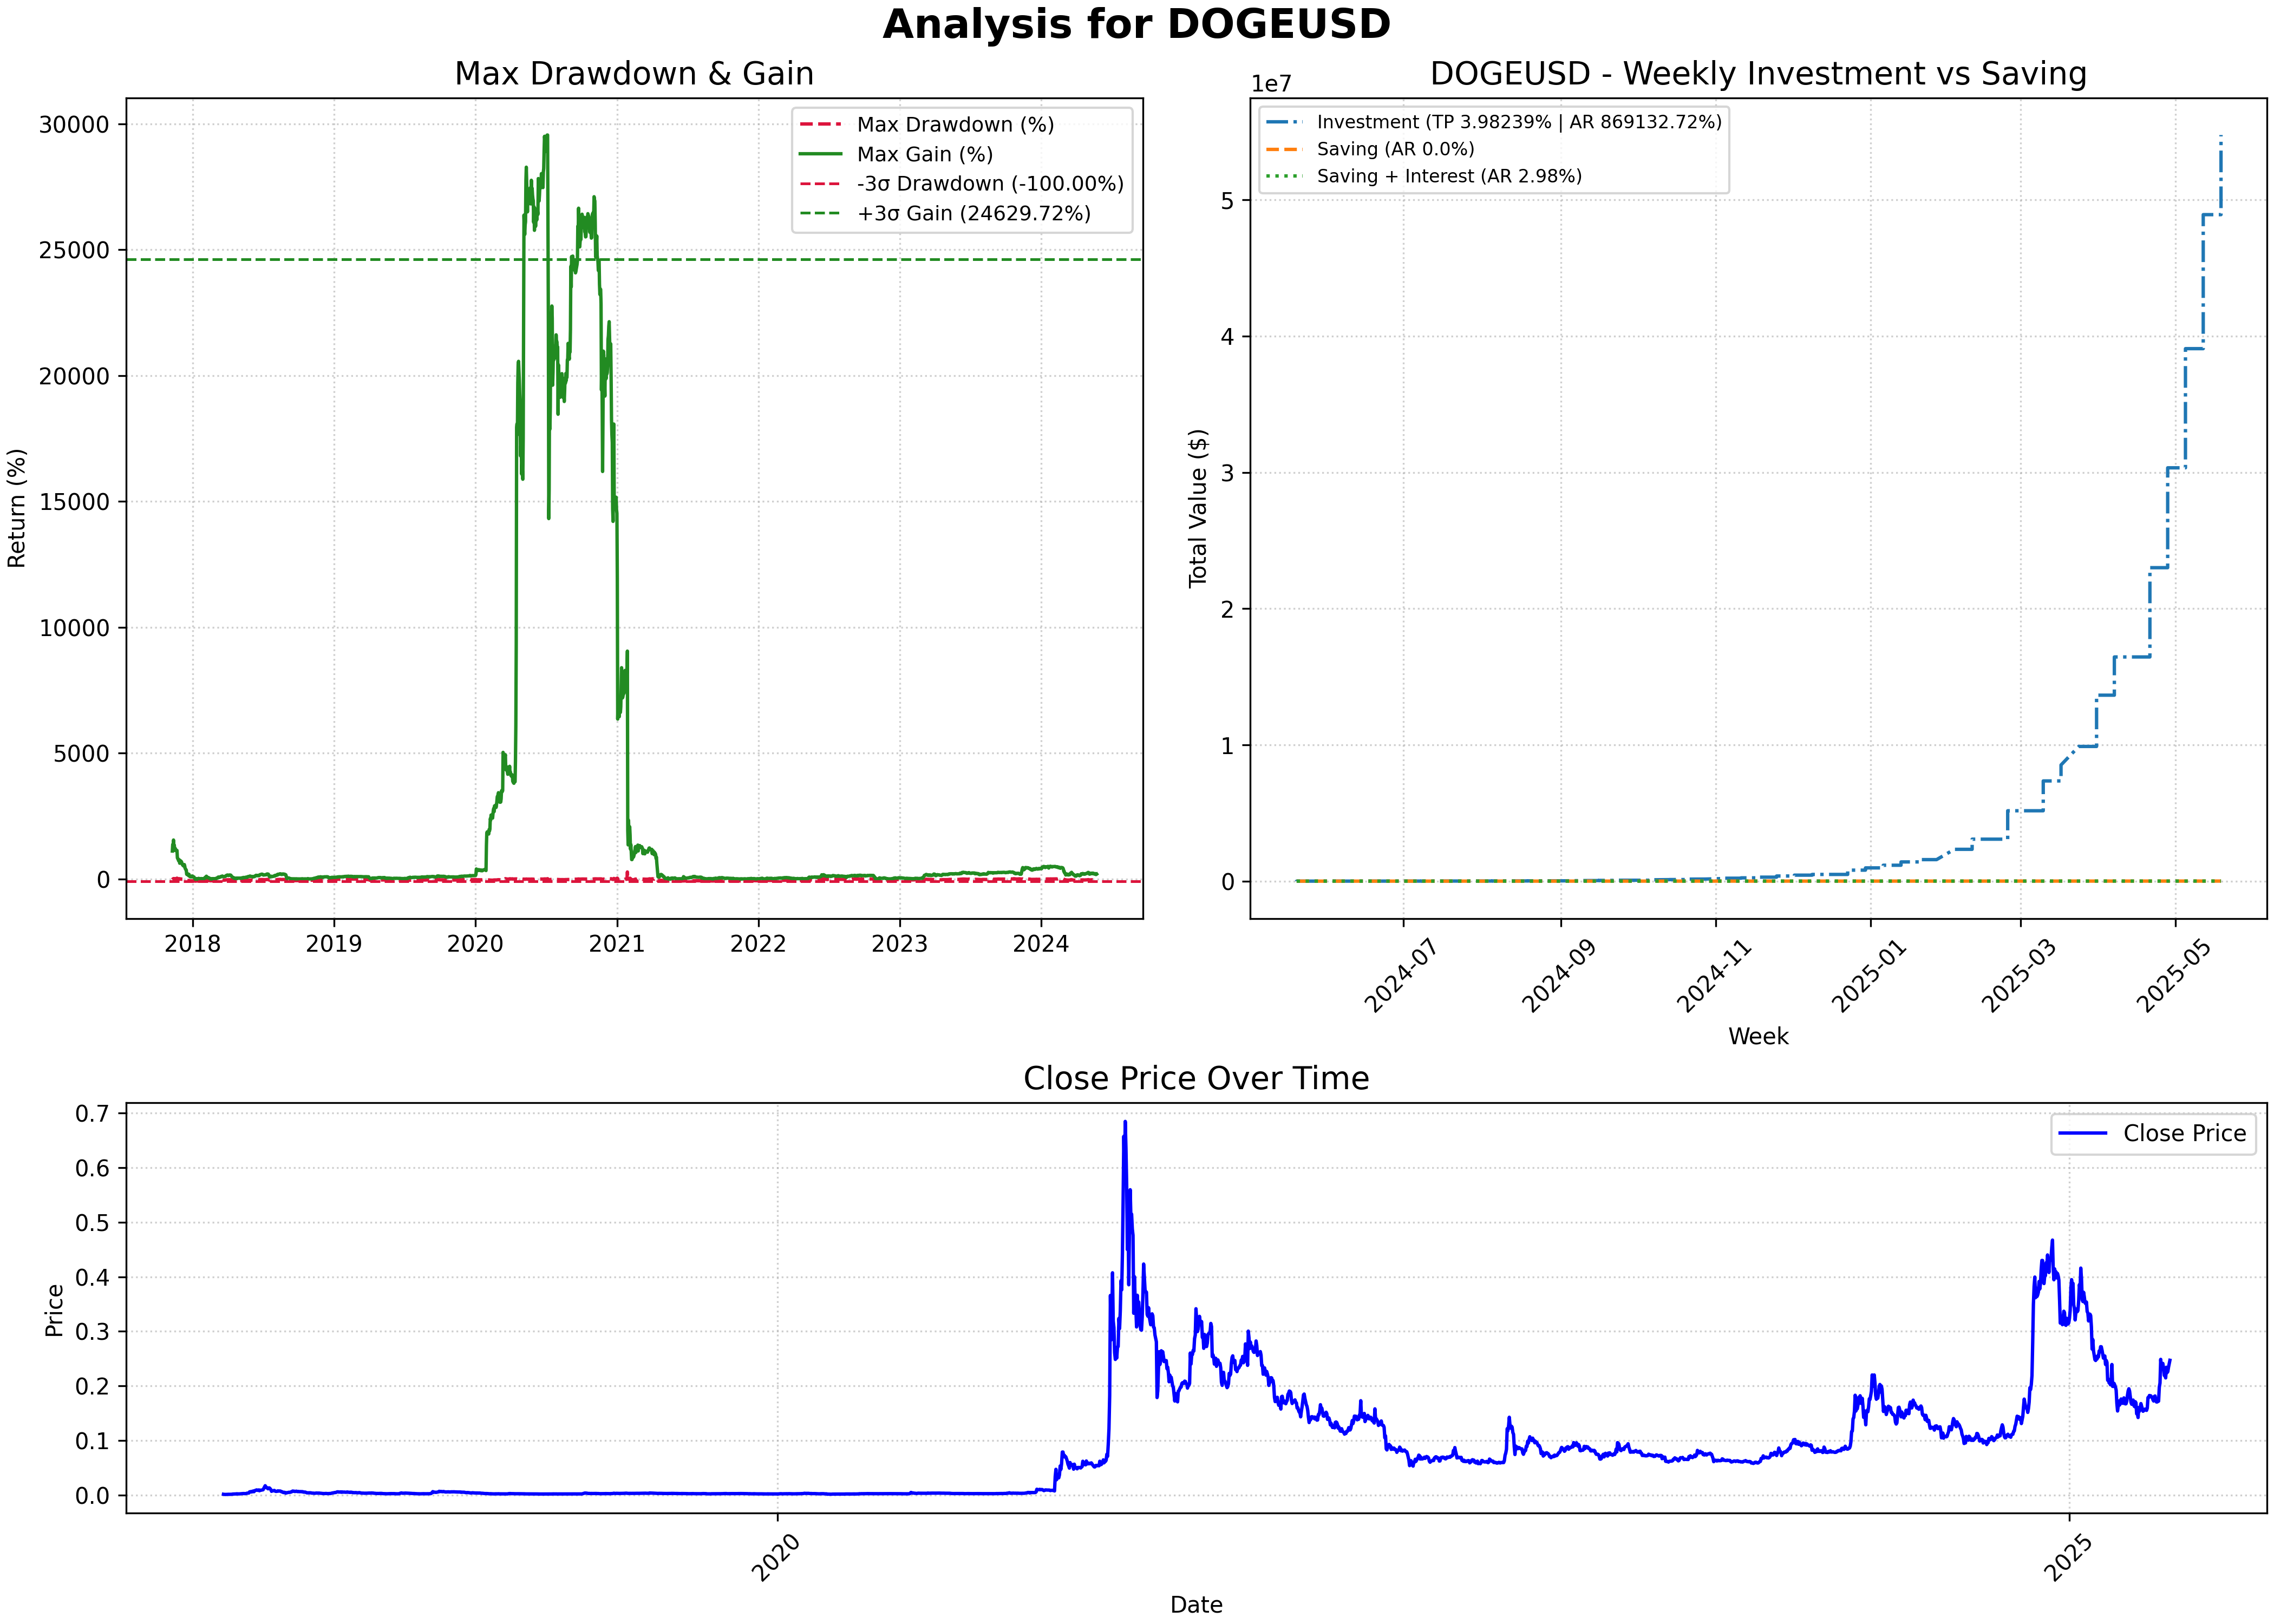 Analysis for DOGEUSD
Max Drawdown & Gain
Return (%)
30000
25000
20000
15000
10000
5000
0
2018
2019
2020
2021
2022
2023
2024
Max Drawdown (%)
Max Gain (%)
-3σ Drawdown (-100.00%)
+3σ Gain (24629.72%)
DOGEUSD - Weekly Investment vs Saving
1e7
Total Value ($)
5
4
3
2
1
0
2024-07
2024-09
2024-11
2025-01
2025-03
2025-05
Week
Investment (TP 3.98239% | AR 869132.72%)
Saving (AR 0.0%)
Saving + Interest (AR 2.98%)
Close Price Over Time
Price
0.7
0.6
0.5
0.4
0.3
0.2
0.1
0.0
2020
2025
Date
Close Price